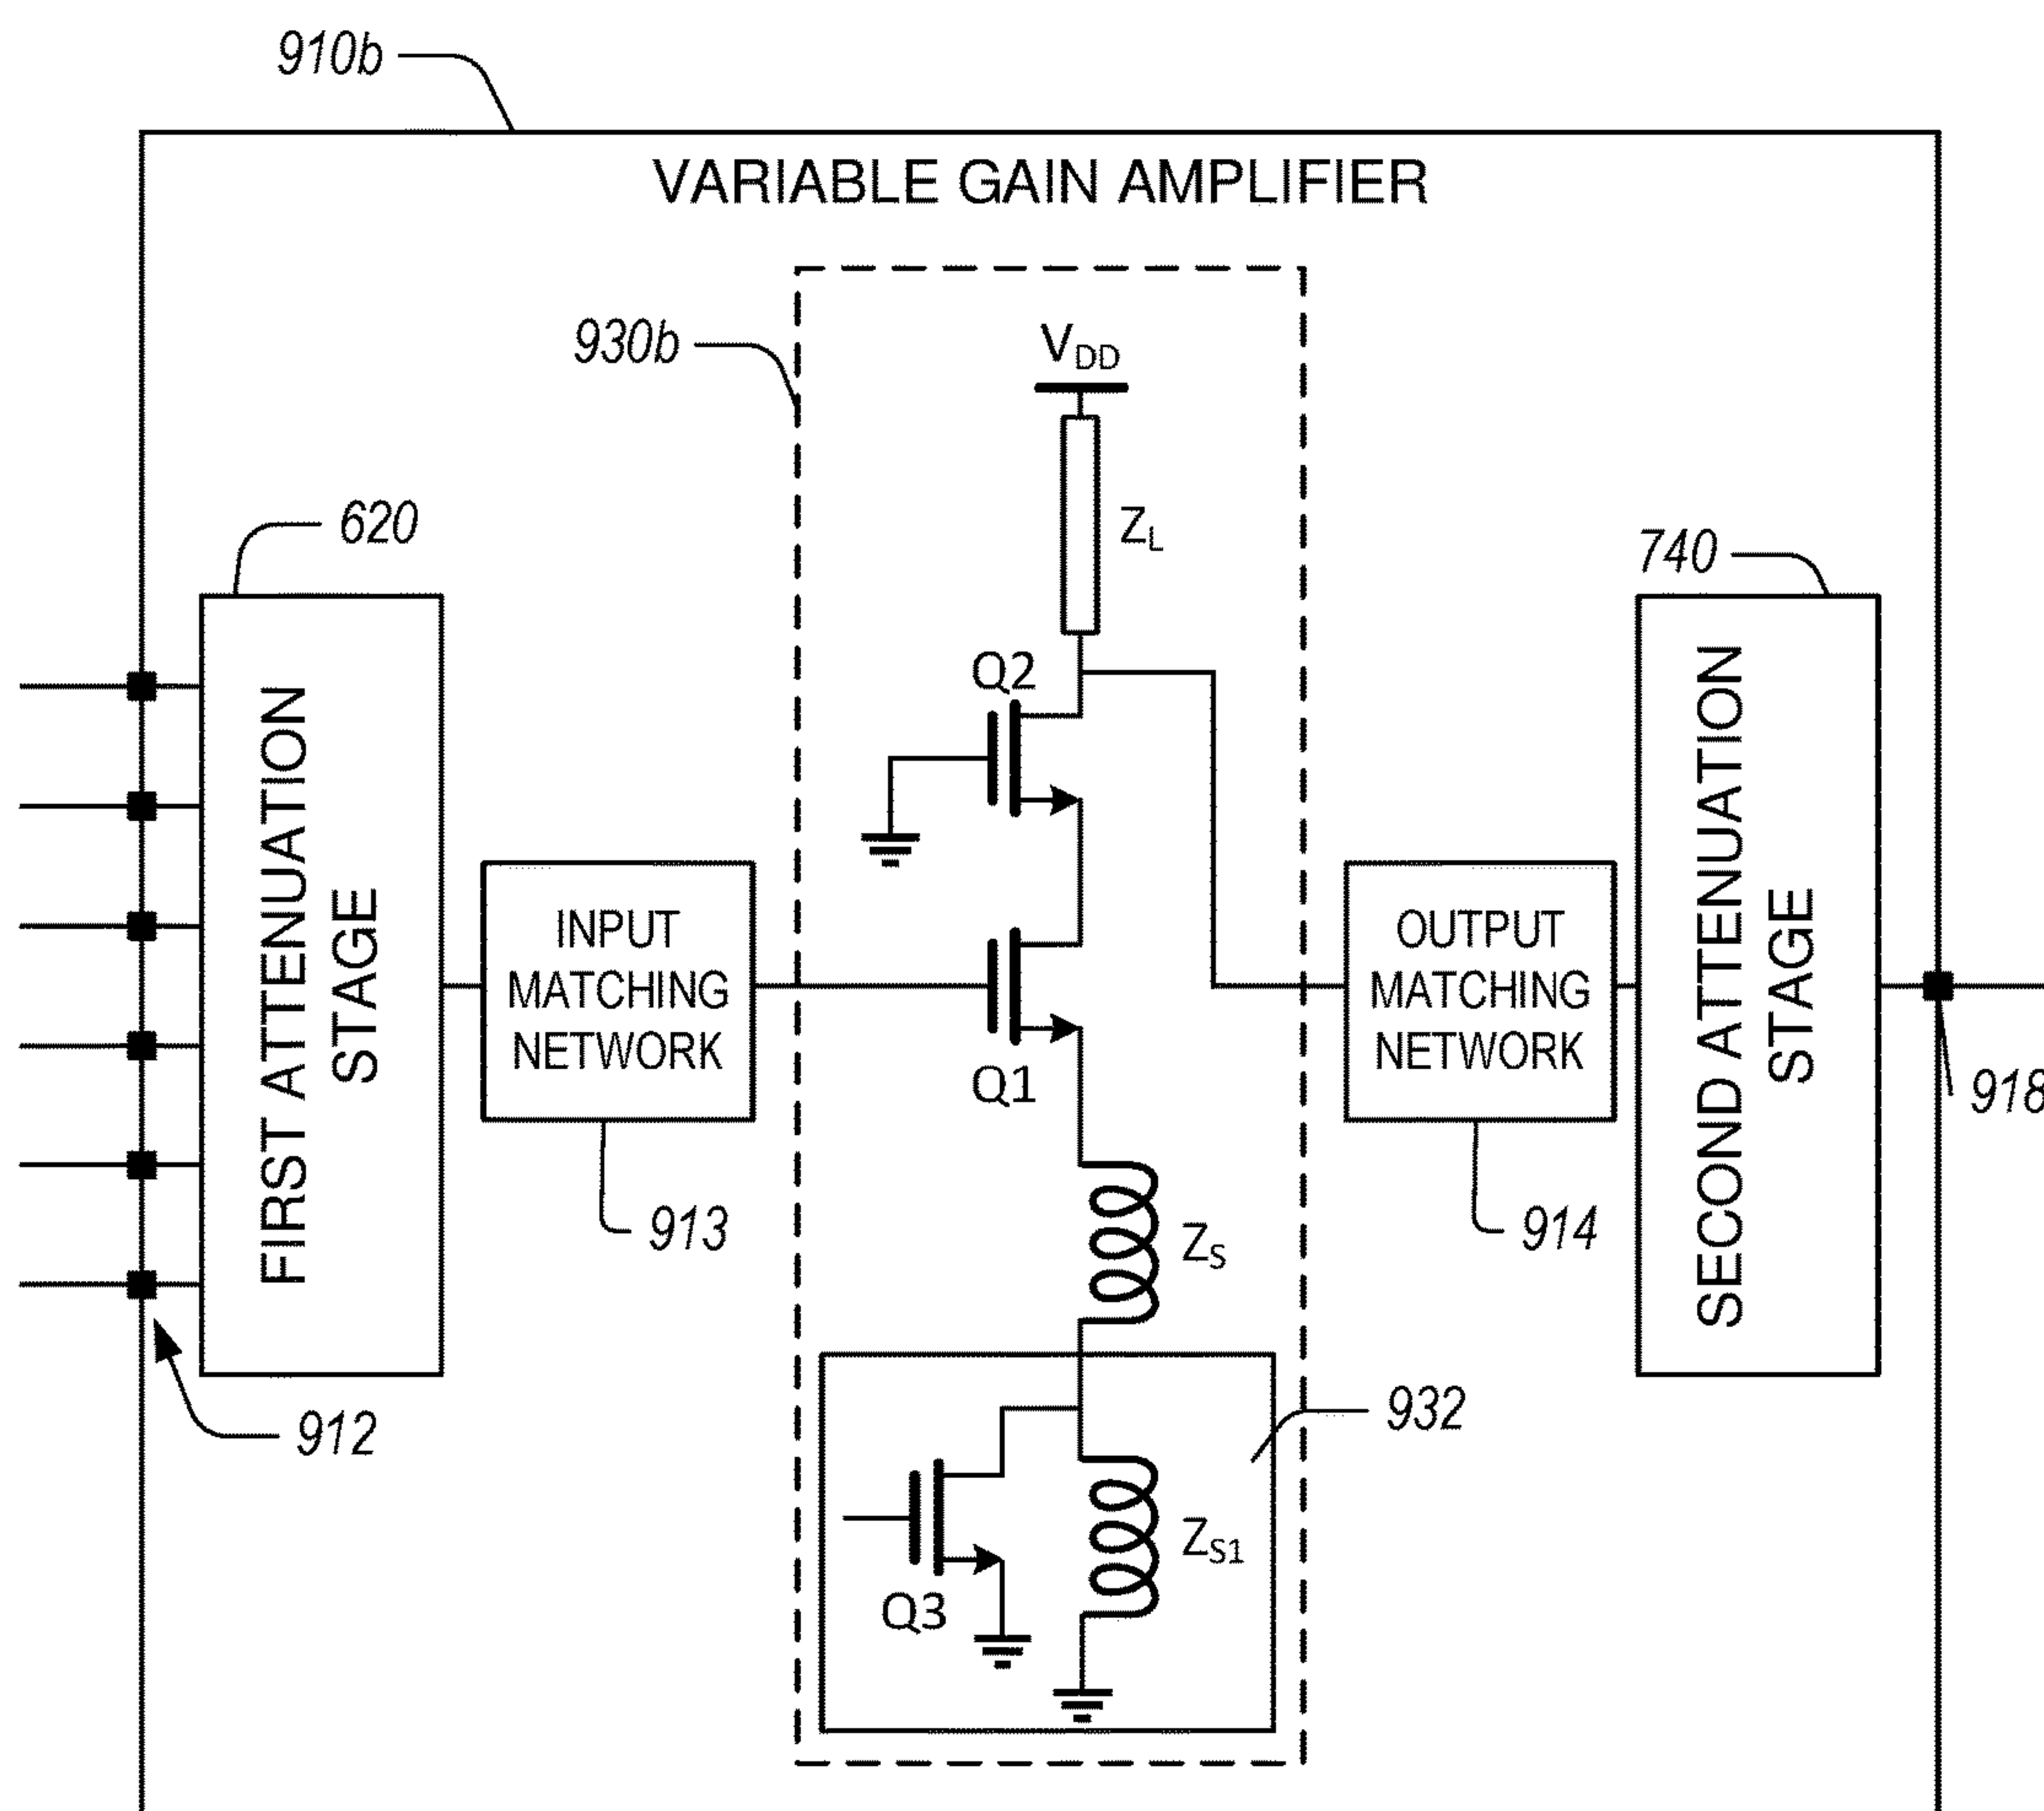 910b
VARIABLE GAIN AMPLIFIER
930b
VDD
620
ZL
740
Q2
FIRST ATTENUATION
STAGE
INPUT
MATCHING
NETWORK
OUTPUT
MATCHING
NETWORK
SECOND ATTENUATION
STAGE
Q1
918
913
ZS
914
912
932
ZS1
Q3